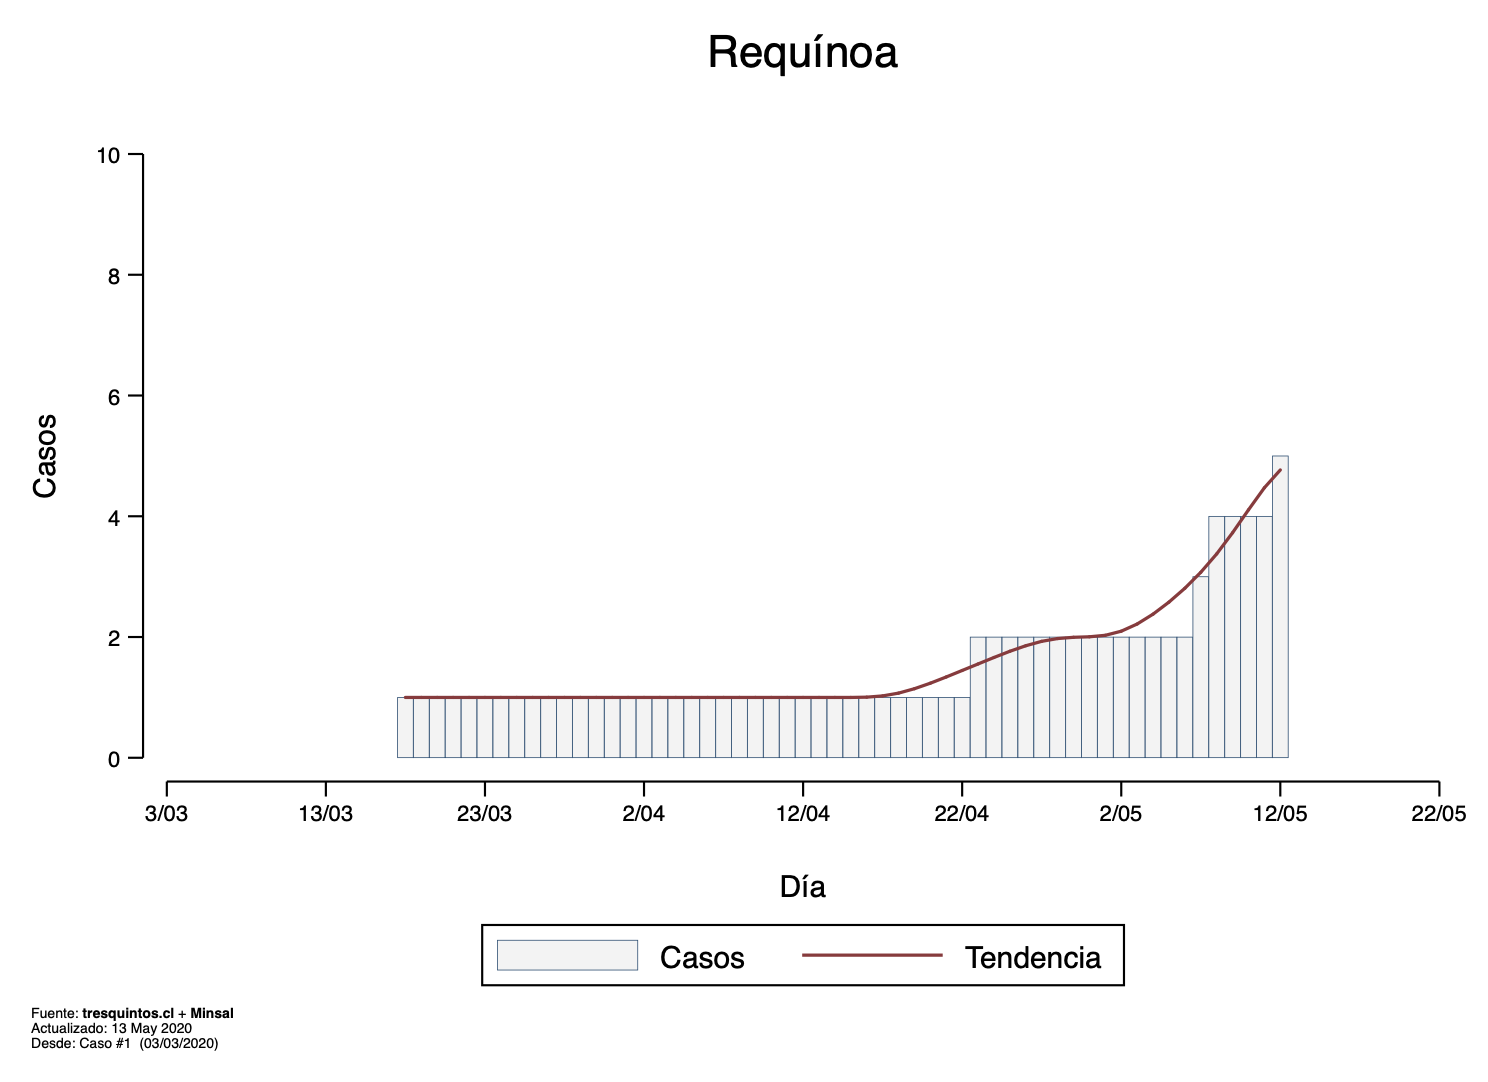 Requínoa
10
8
6
4
2
0
Casos
3/03 13/03 23/03 2/04 12/04 22/04 2/05 12/05 22/05
Día
Casos Tendencia
Fuente: tresquintos.cl + Minsal
Actualizado: 13 May 2020
Desde: Caso #1 (03/03/2020)